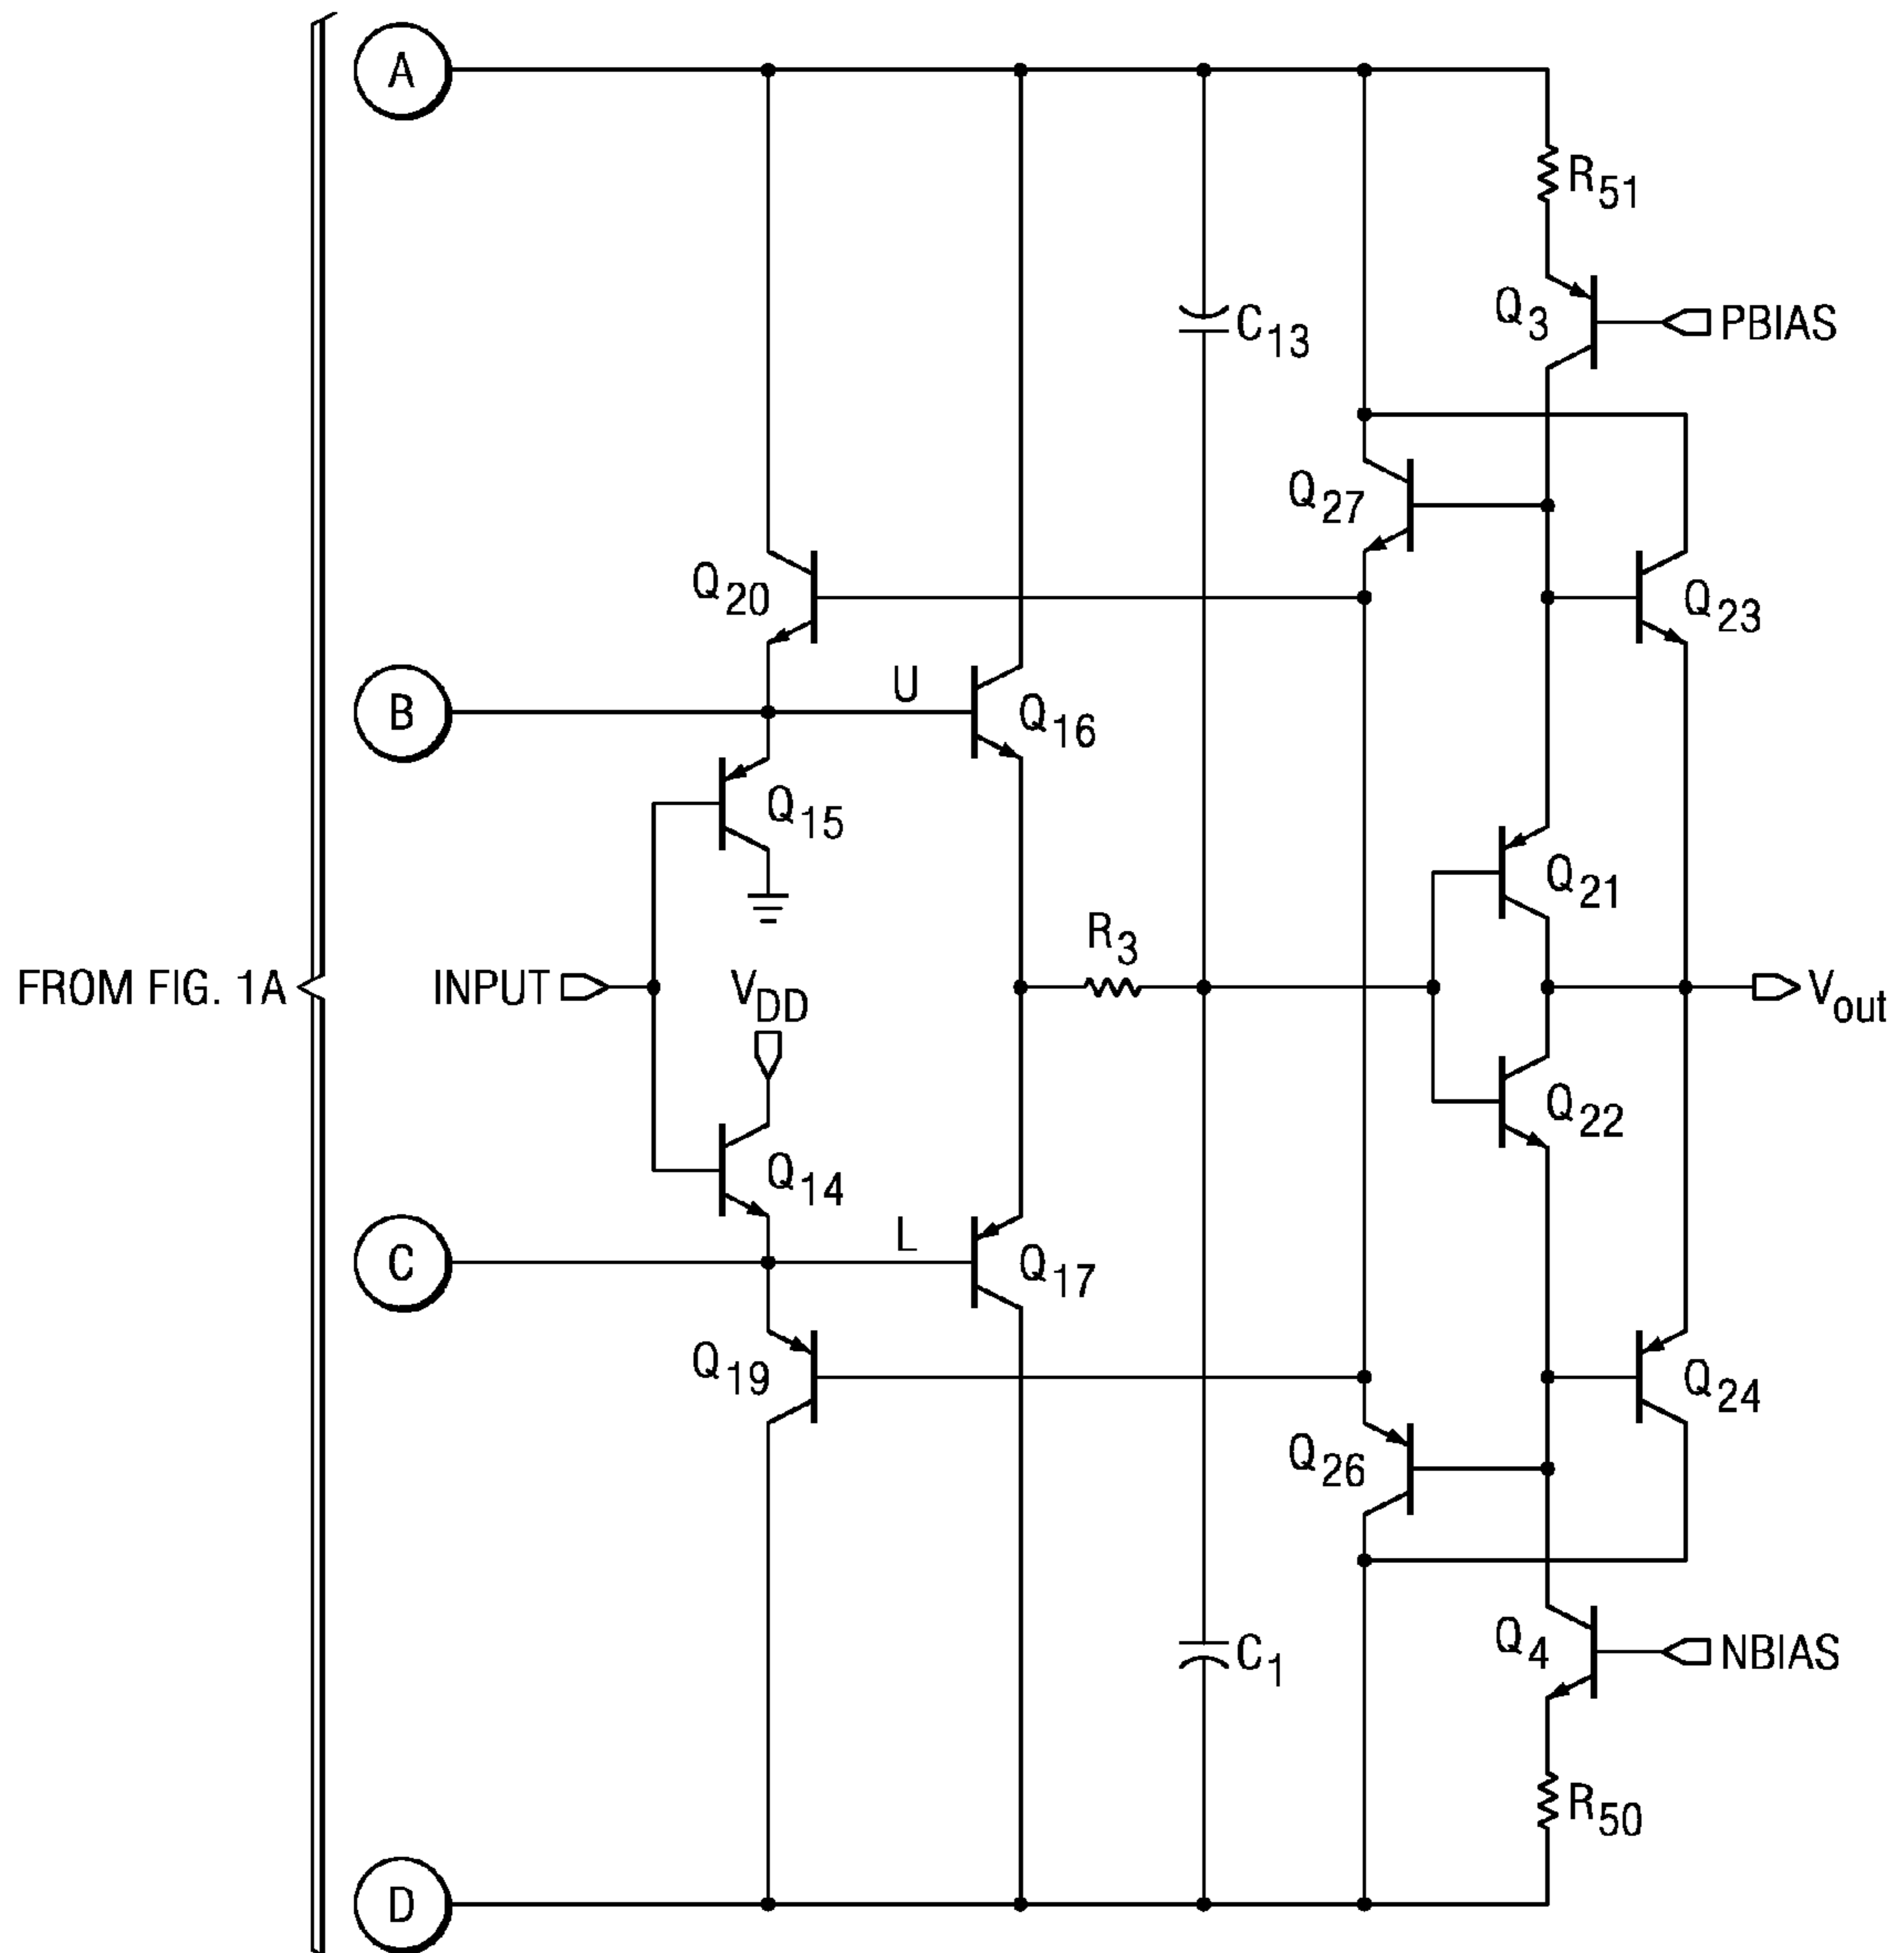 A
R51
Q3
PBIAS
C13
Q27
Q20
Q23
B
U
Q16
Q15
Q21
R3
FROM FIG. 1A
INPUT
VDD
Vout
Q22
Q14
C
L
Q17
Q19
Q24
Q26
Q4
NBIAS
C1
R50
D